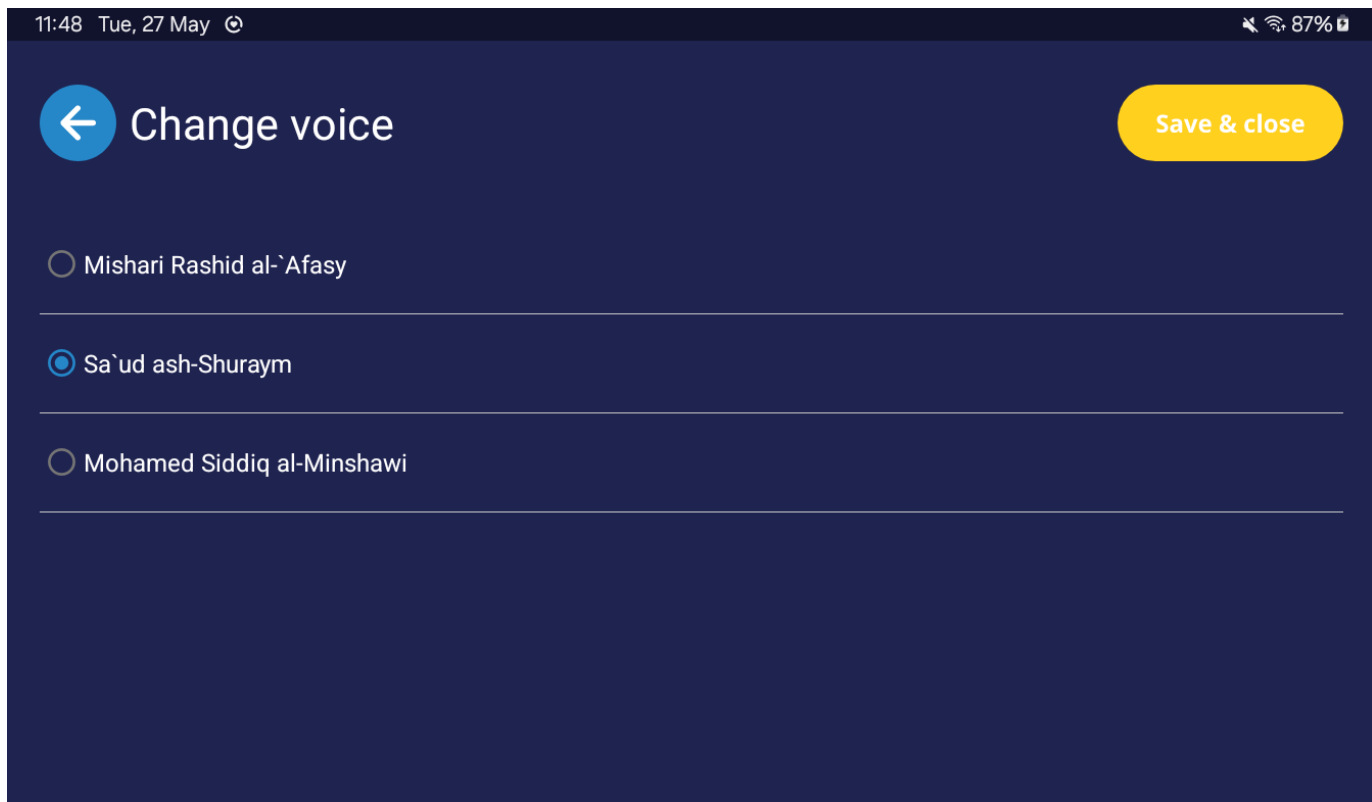 11:48 Tue, 27 May 87%
Change voice Save & close
Mishari Rashid al-`Afasy
Sa`ud ash-Shuraym
Mohamed Siddiq al-Minshawi